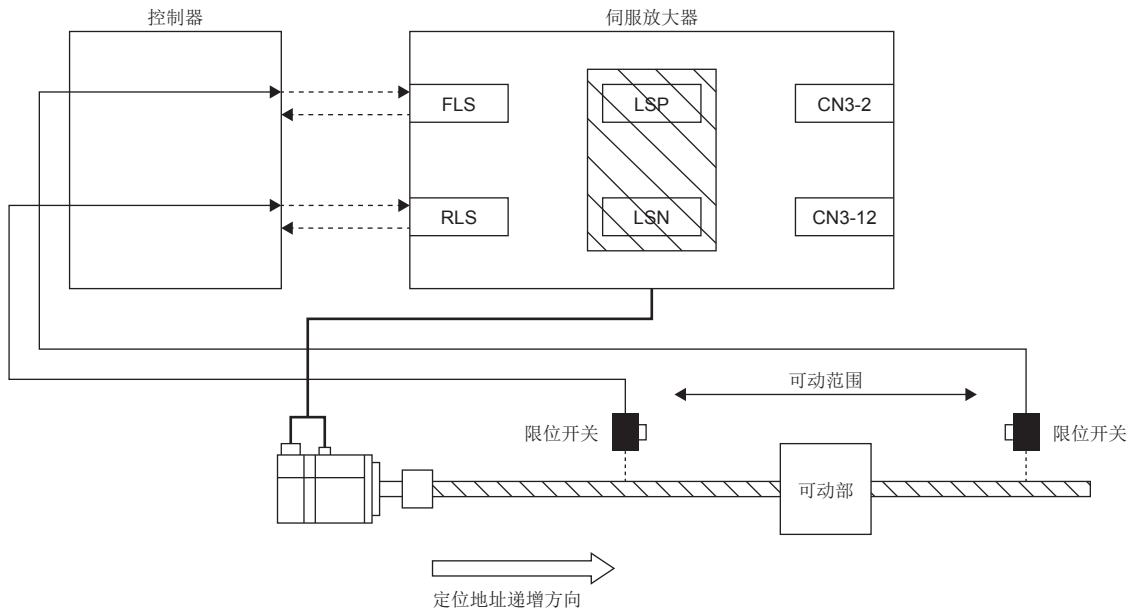 控制器
伺服放大器
FLS
LSP
CN3-2
RLS
LSN
CN3-12
可动范围
限位开关
限位开关
可动部
定位地址递增方向